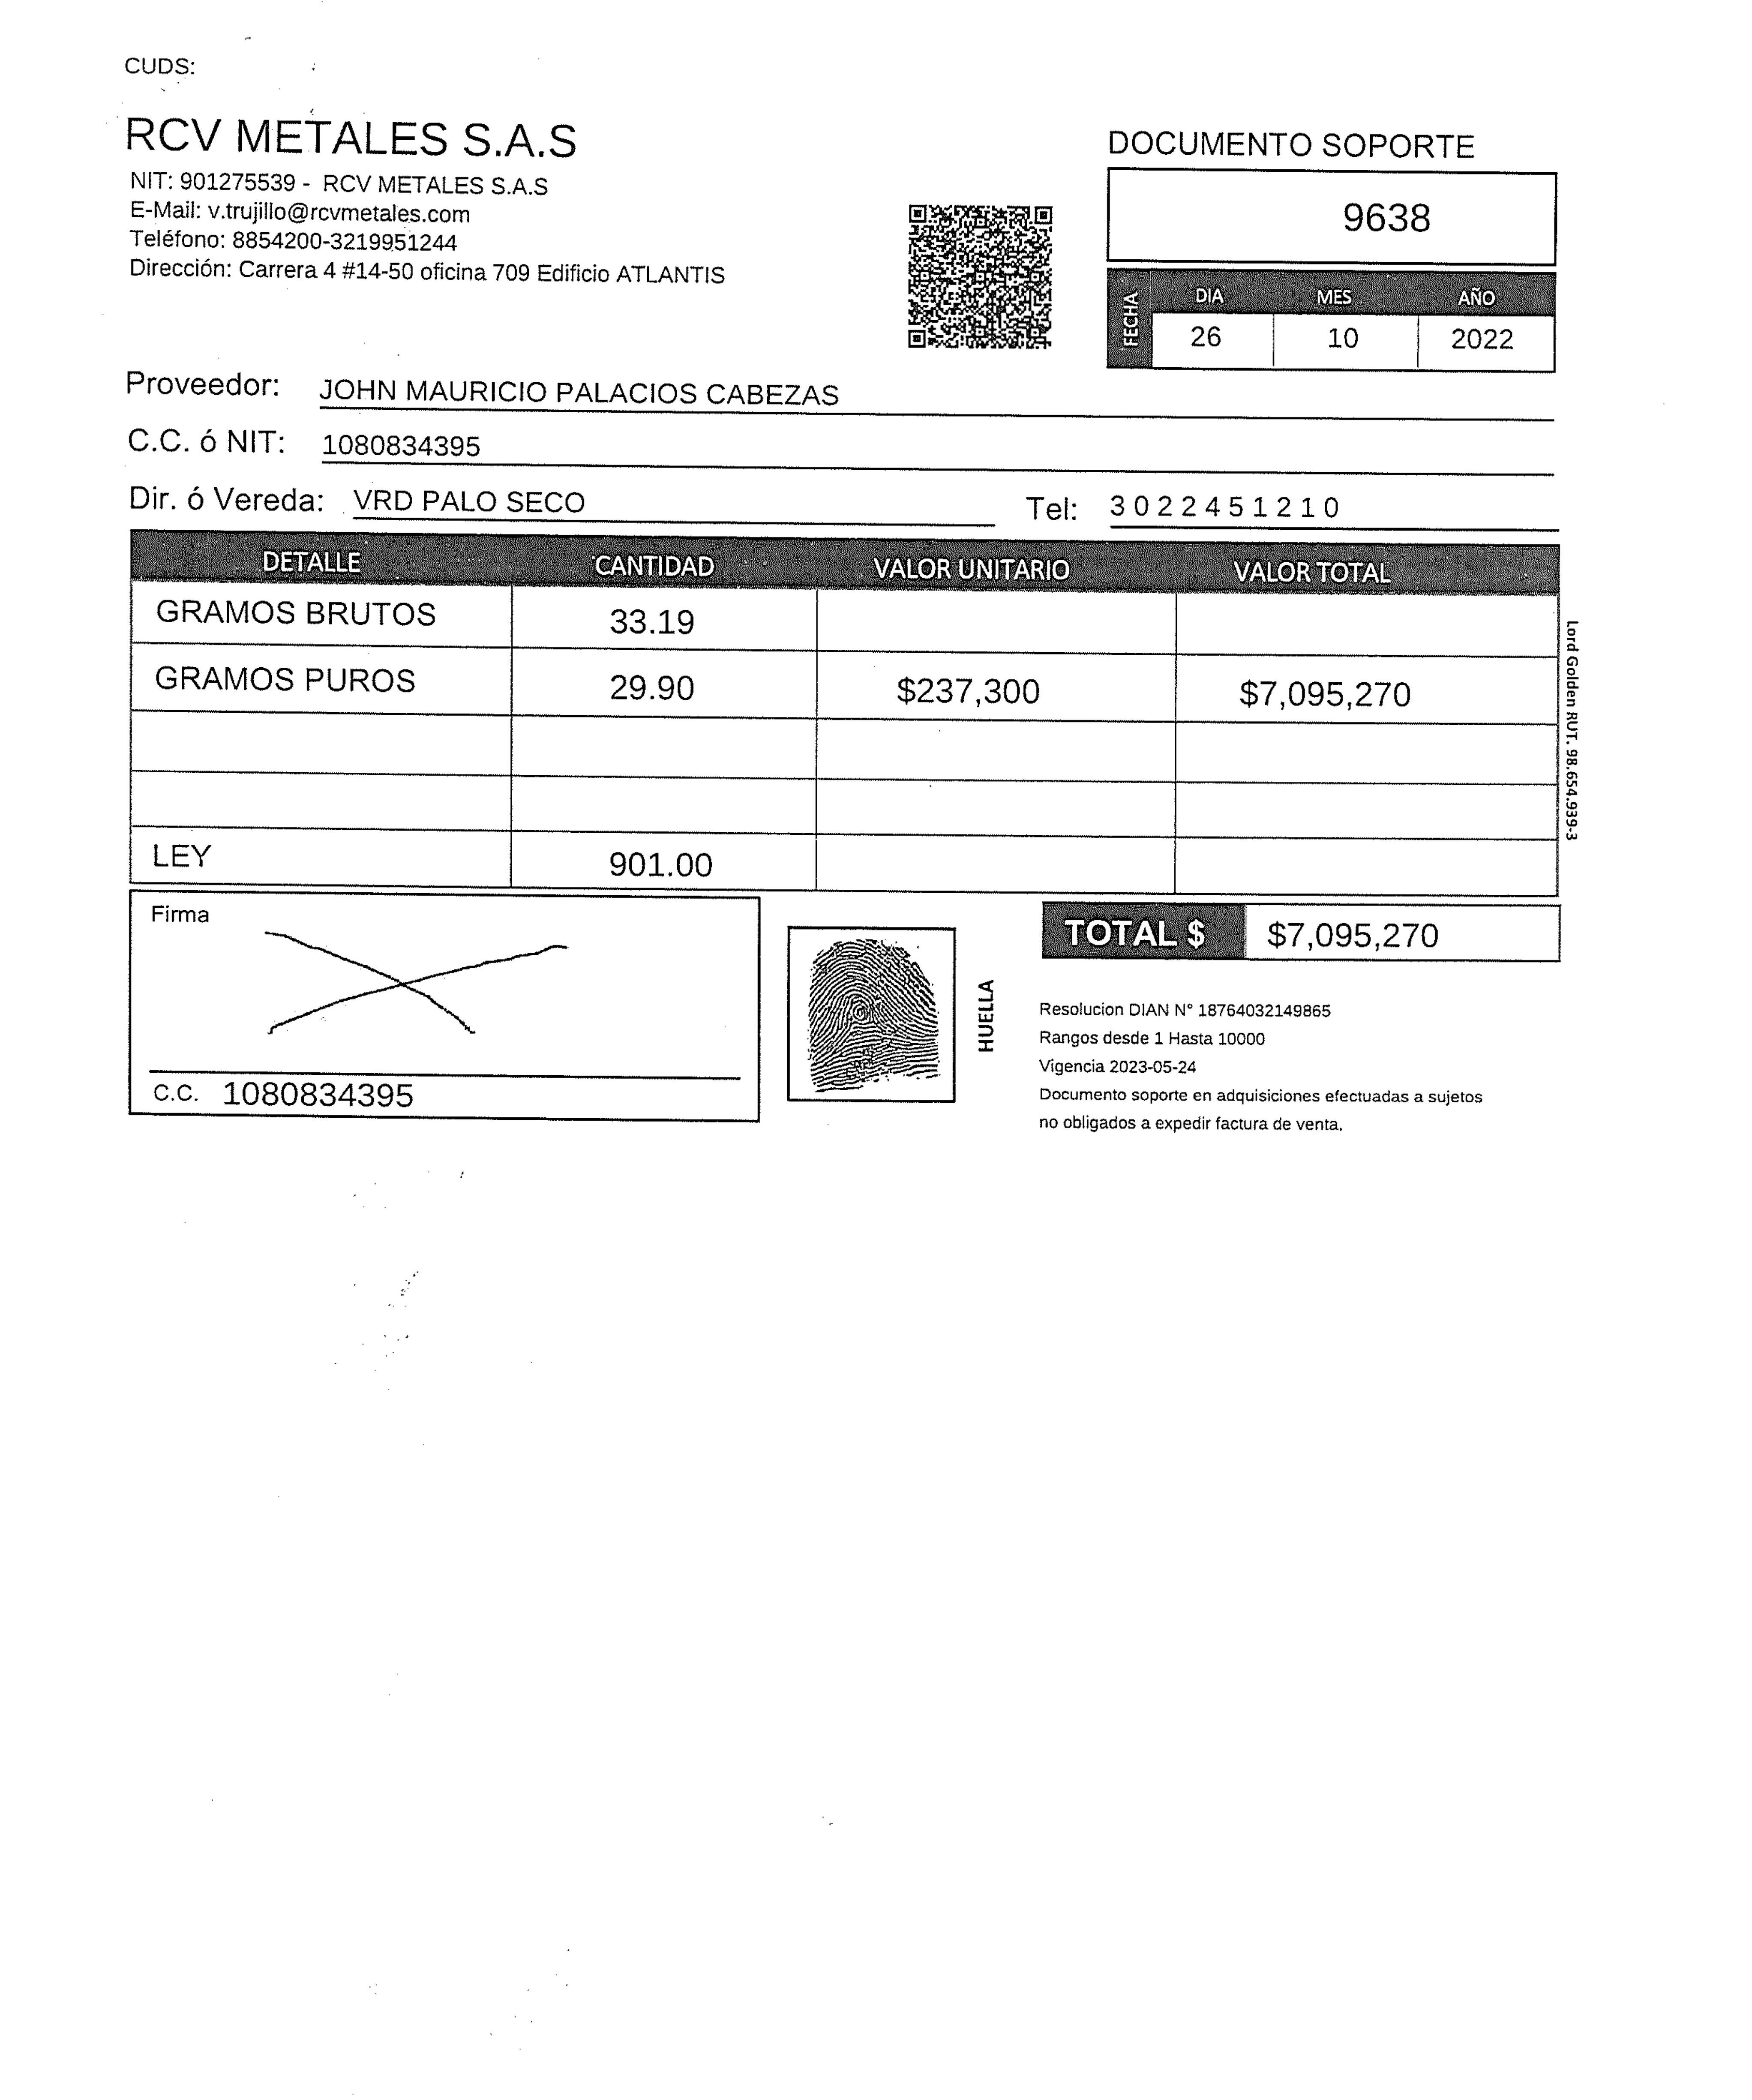 CUDS:
RCV METALES S.A.S
NIT: 901275539 - RCV METALES S.A.S
E-Mail: v.trujillo@rcvmetales.com
Teléfono: 8854200-3219951244
Dirección: Carrera 4 #14-50 oficina 709 Edificio ATLANTIS
DOCUMENTO SOPORTE
9638
FECHA
DIA MES AÑO
26 10 2022
Proveedor: JOHN MAURICIO PALACIOS CABEZAS
C.C. ó NIT: 1080834395
Dir. ó Vereda: VRD PALO SECO Tel: 3022451210
DETALLE CANTIDAD VALOR UNITARIO VALOR TOTAL
GRAMOS BRUTOS 33.19
GRAMOS PUROS 29.90 $237,300 $7,095,270
LEY 901.00
Lord Golden RUT. 98.654.939-3
Firma
C.C. 1080834395
HUELLA
TOTAL $ $7,095,270
Resolucion DIAN N° 18764032149865
Rangos desde 1 Hasta 10000
Vigencia 2023-05-24
Documento soporte en adquisiciones efectuadas a sujetos
no obligados a expedir factura de venta.